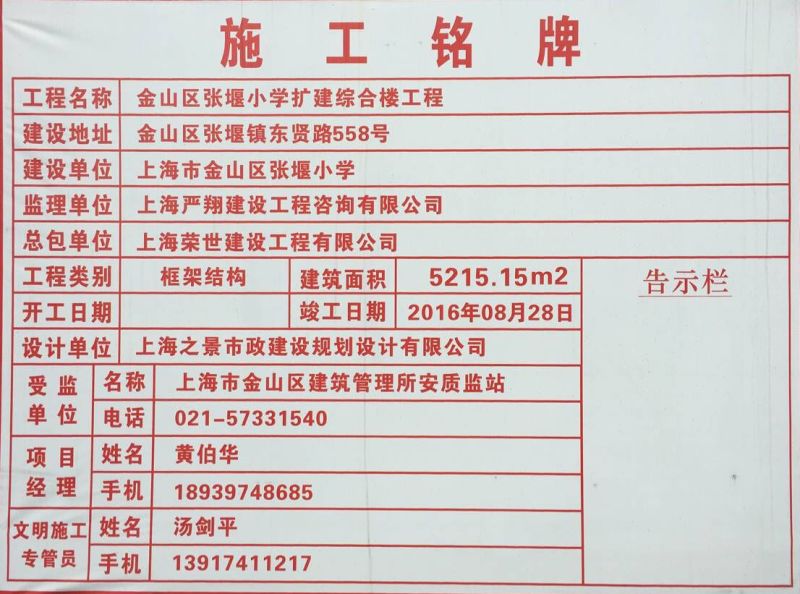 施工铭牌
工程名称 金山区张堰小学扩建综合楼工程
建设地址 金山区张堰镇东贤路558号
建设单位 上海市金山区张堰小学
监理单位 上海严翔建设工程咨询有限公司
总包单位 上海荣世建设工程有限公司
工程类别 框架结构 建筑面积 5215.15m2 告示栏
开工日期 竣工日期 2016年08月28日
设计单位 上海之景市政建设规划设计有限公司
受监单位 名称 上海市金山区建筑管理所安质监站
电话 021-57331540
项目经理 姓名 黄伯华
手机 18939748685
文明施工专管员 姓名 汤剑平
手机 13917411217